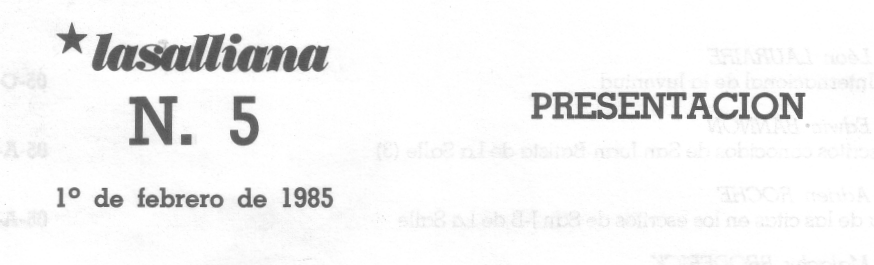 ★ lasalliana
N. 5
1º de febrero de 1985
PRESENTACION